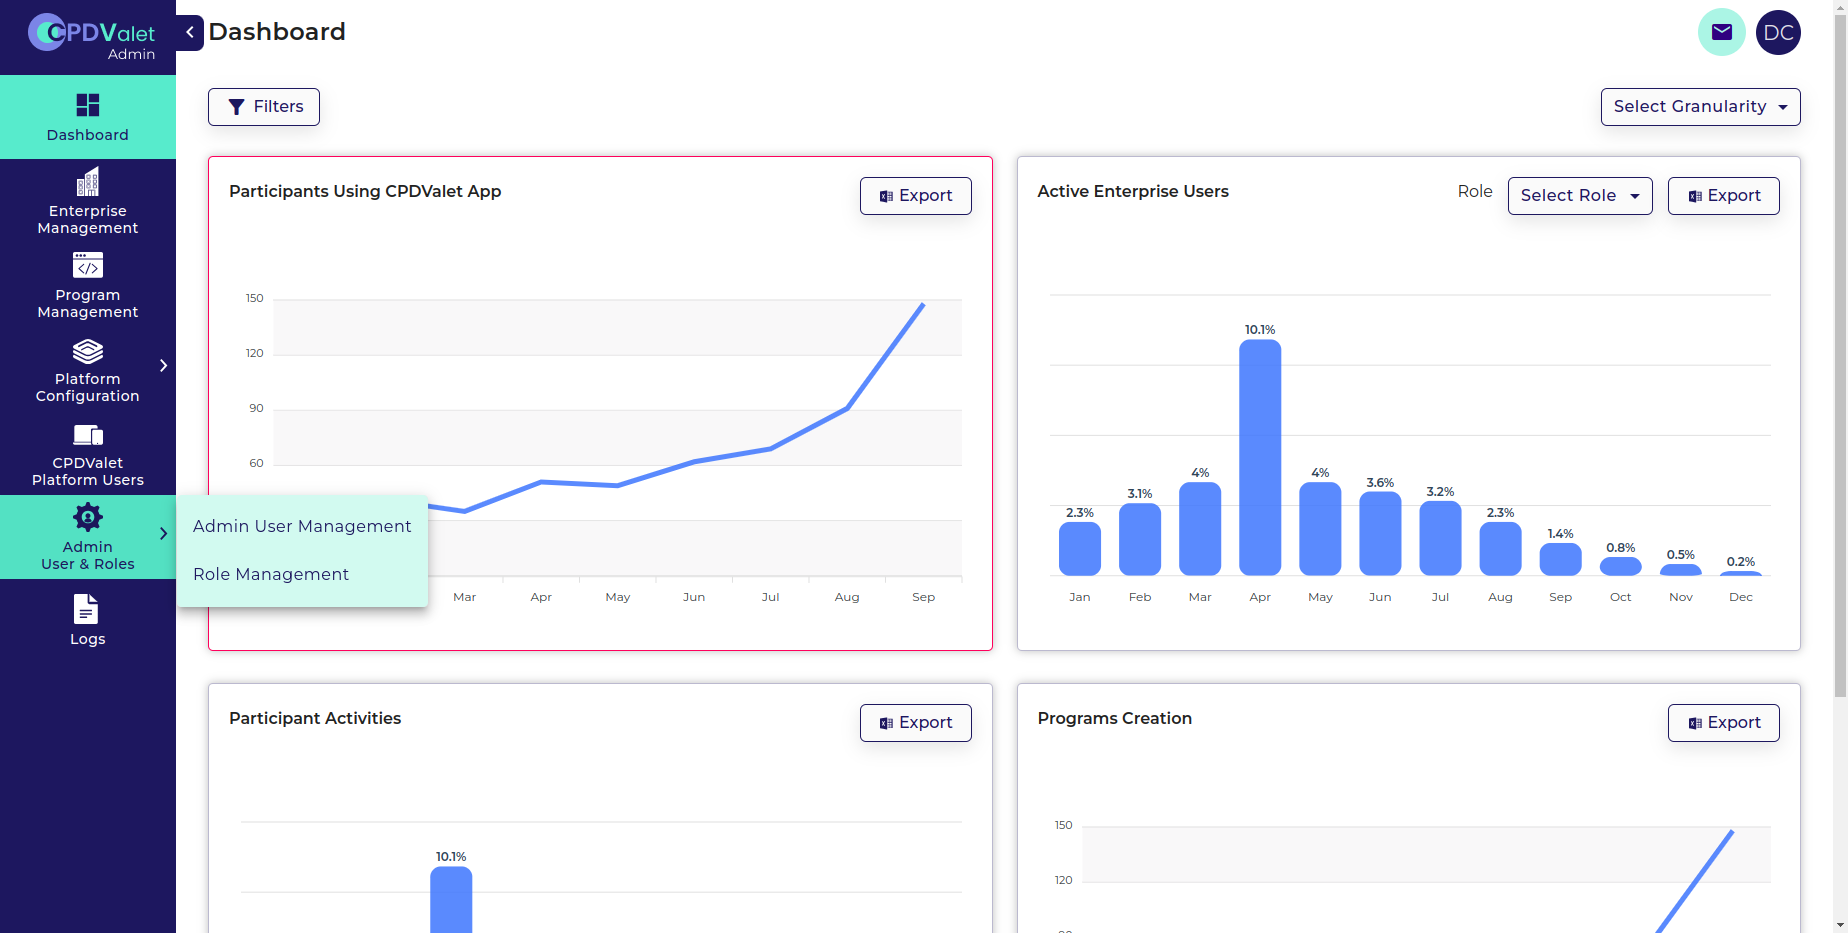 CPDValet
Admin
Dashboard
DC
Dashboard
Enterprise
Management
Program
Management
Platform
Configuration
CPDValet
Platform Users
Admin
User & Roles
Logs
Admin User Management
Role Management
Filters
Select Granularity
Participants Using CPDValet App
Export
150
120
90
60
Mar Apr May Jun Jul Aug Sep
Active Enterprise Users
Role
Select Role
Export
2.3% 3.1% 4% 10.1% 4% 3.6% 3.2% 2.3% 1.4% 0.8% 0.5% 0.2%
Jan Feb Mar Apr May Jun Jul Aug Sep Oct Nov Dec
Participant Activities
Export
10.1%
Programs Creation
Export
150
120